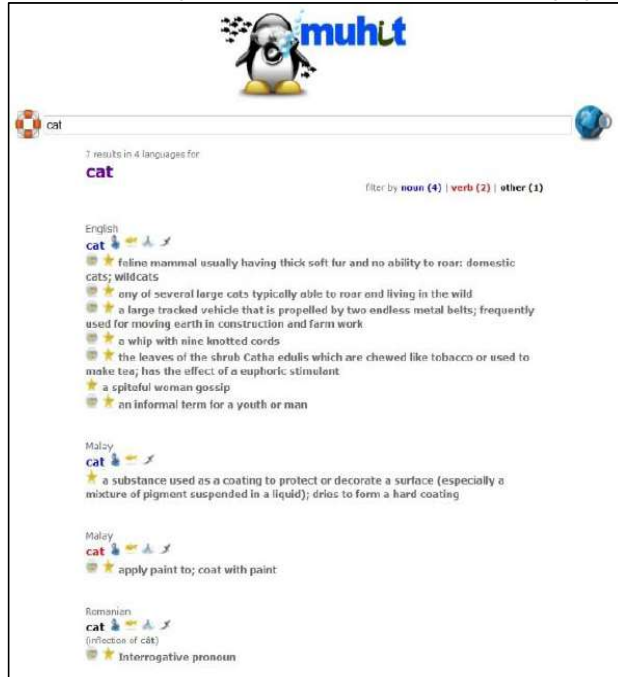 muhit
cat
7 results in 4 languages for
cat
filter by noun (4) | verb (2) | other (1)
English
cat
feline mammal usually having thick soft fur and no ability to roar: domestic
cats; wildcats
any of several large cats typically able to roar and living in the wild
a large tracked vehicle that is propelled by two endless metal belts; frequently
used for moving earth in construction and farm work
a whip with nine knotted cords
the leaves of the shrub Catha edulis which are chewed like tobacco or used to
make tea; has the effect of a euphoric stimulant
a spiteful woman gossip
an informal term for a youth or man
Malay
cat
a substance used as a coating to protect or decorate a surface (especially a
mixture of pigment suspended in a liquid); dries to form a hard coating
Malay
cat
apply paint to; coat with paint
Romanian
cat
(inflection of cât)
Interrogative pronoun